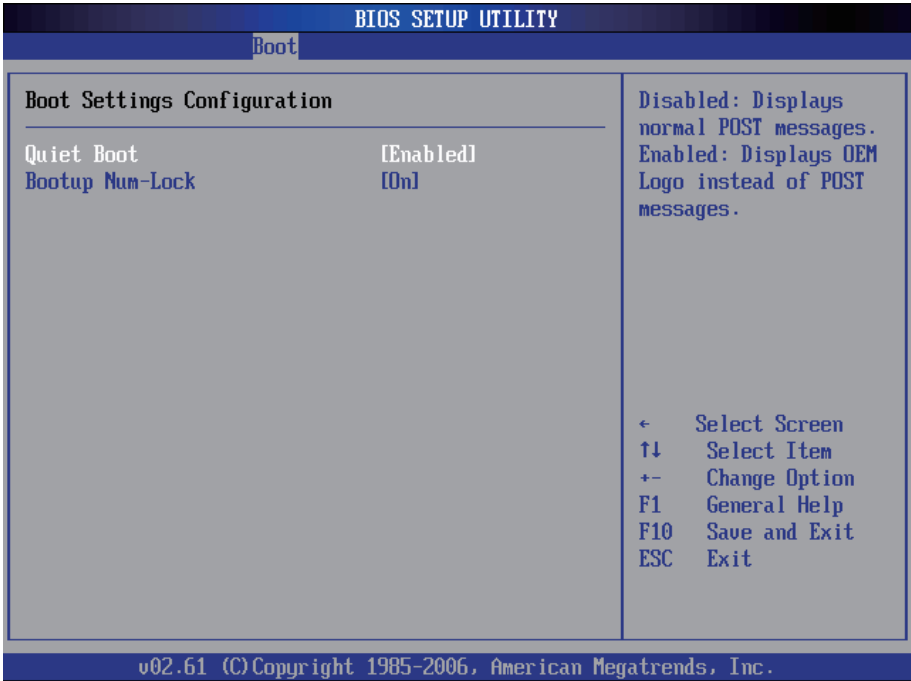 BIOS SETUP UTILITY
Boot
Boot Settings Configuration
Quiet Boot [Enabled]
Bootup Num-Lock [On]
Disabled: Displays
normal POST messages.
Enabled: Displays OEM
Logo instead of POST
messages.
← Select Screen
↑↓ Select Item
+- Change Option
F1 General Help
F10 Save and Exit
ESC Exit
v02.61 (C)Copyright 1985-2006, American Megatrends, Inc.